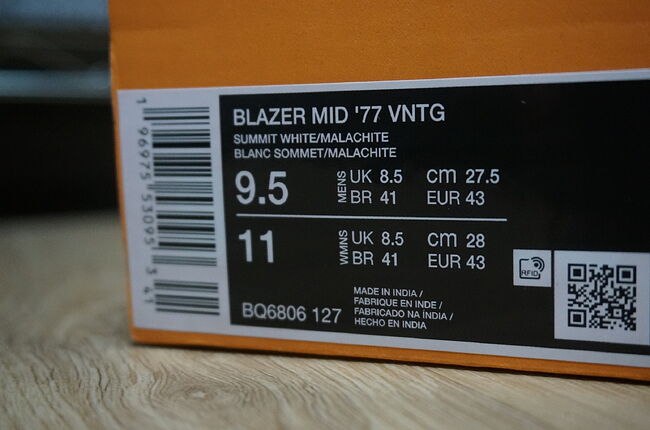 BLAZER MID '77 VNTG
SUMMIT WHITE/MALACHITE
BLANC SOMMET/MALACHITE
9.5 MENS UK 8.5 CM 27.5
BR 41 EUR 43
11 WMNS UK 8.5 CM 28
BR 41 EUR 43
BQ6806 127
MADE IN INDIA /
FABRIQUE EN INDE /
FABRICADO NA ÍNDIA /
HECHO EN INDIA
RFID
1 96975 53095 3 41